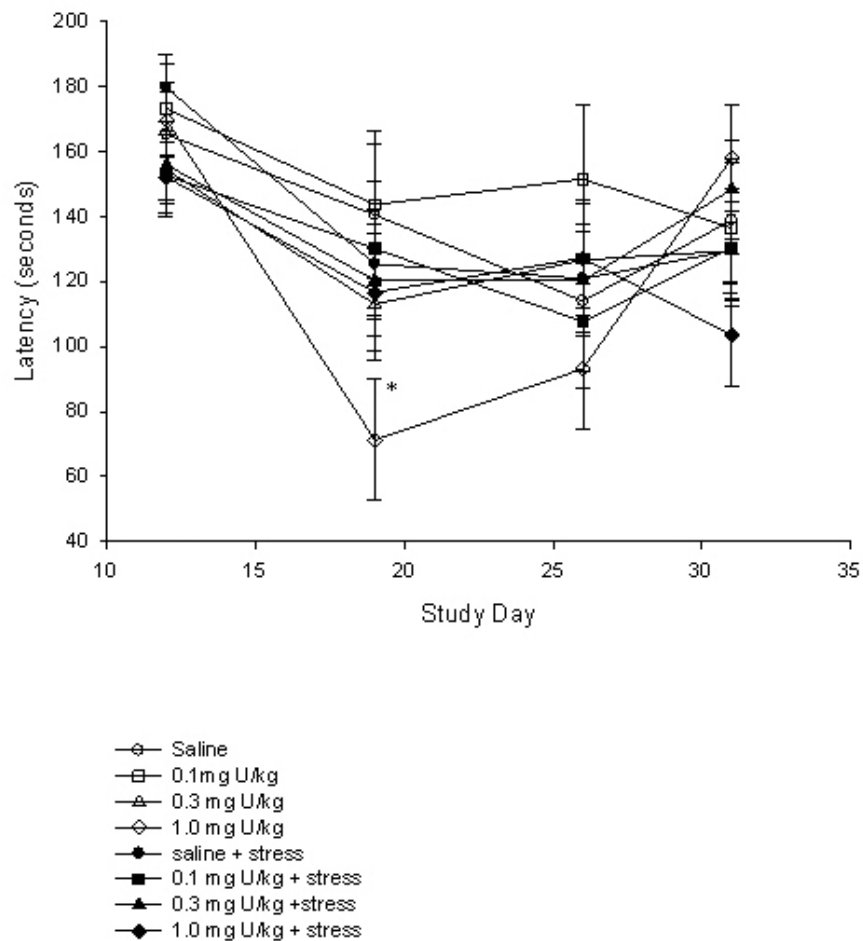 200
180
160
140
120
100
80
60
40
Latency (seconds)
*
10 15 20 25 30 35
Study Day
Saline
0.1mg U/kg
0.3 mg U/kg
1.0 mg U/kg
saline + stress
0.1 mg U/kg + stress
0.3 mg U/kg +stress
1.0 mg U/kg + stress